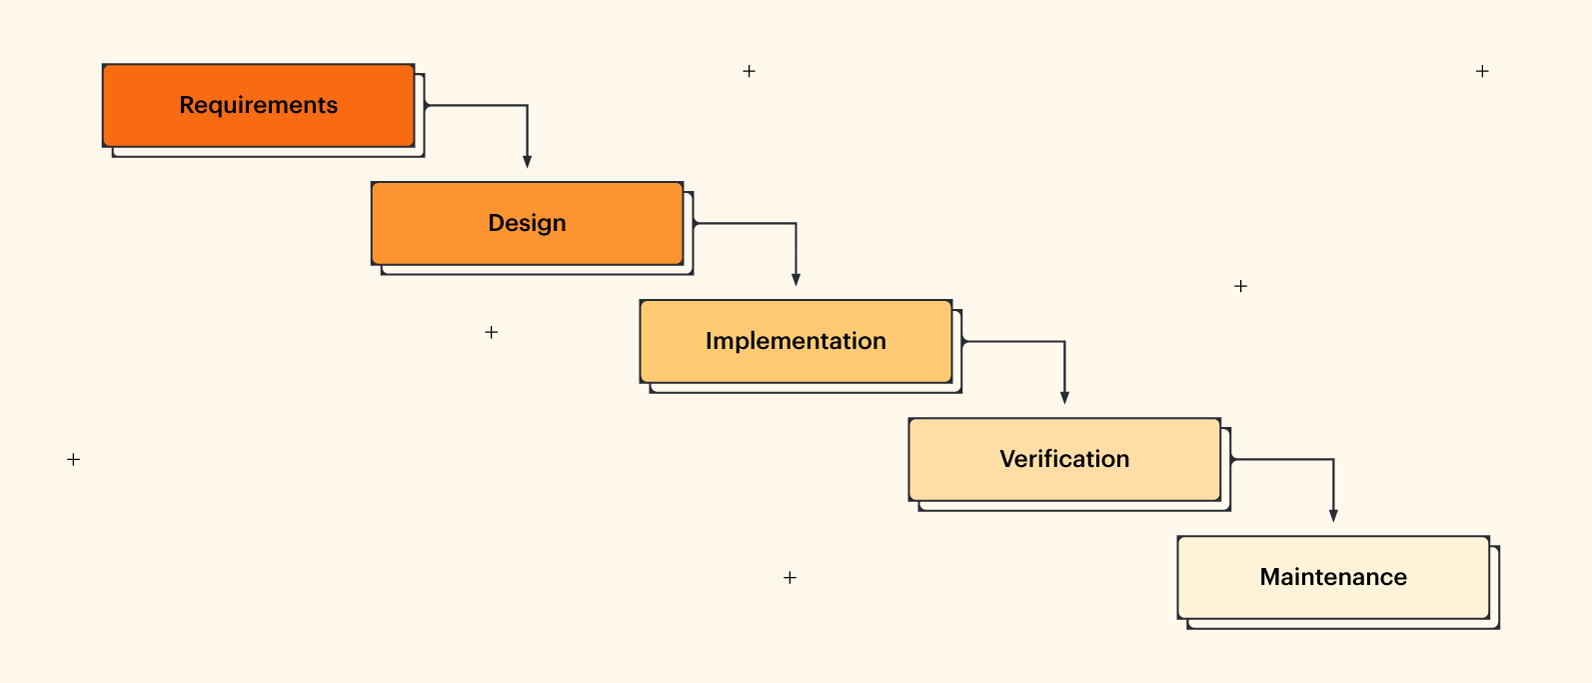 Requirements
Design
Implementation
Verification
Maintenance